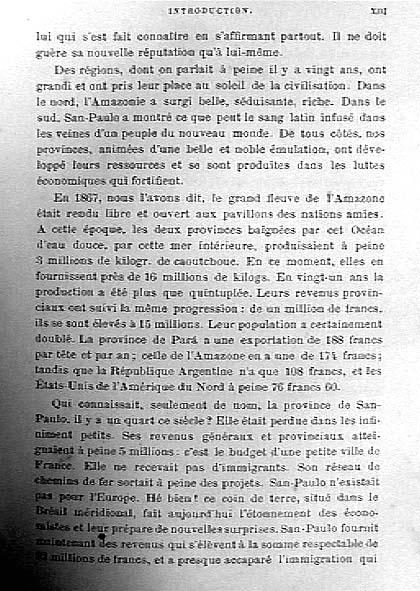 INTRODUCTION. XIII
lui qui s'est fait connaître en s'affirmant partout. Il ne doit
guère sa nouvelle réputation qu'à lui-même.
Des régions, dont on parlait à peine il y a vingt ans, ont
grandi et ont pris leur place au soleil de la civilisation. Dans
le nord, l'Amazonie a surgi belle, séduisante, riche. Dans le
sud, San-Paulo a montré ce que peut le sang latin infusé dans
les veines d'un peuple du nouveau monde. De tous côtés, nos
provinces, animées d'une belle et noble émulation, ont déve-
loppé leurs ressources et se sont produites dans les luttes
économiques qui fortifient.
En 1867, nous l'avons dit, le grand fleuve de l'Amazone
était rendu libre et ouvert aux pavillons des nations amies.
A cette époque, les deux provinces baignées par cet Océan
d'eau douce, par cette mer intérieure, produisaient à peine
3 millions de kilogr. de caoutchouc. En ce moment, elles en
fournissent près de 16 millions de kilogs. En vingt-un ans la
production a été plus que quintuplée. Leurs revenus provin-
ciaux ont suivi la même progression : de un million de francs,
ils se sont élevés à 15 millions. Leur population a certainement
doublé. La province de Pará a une exportation de 188 francs
par tête et par an ; celle de l'Amazone en a une de 174 francs;
tandis que la République Argentine n'a que 108 francs, et les
États-Unis de l'Amérique du Nord à peine 76 francs 60.
Qui connaissait, seulement de nom, la province de San-
Paulo, il y a un quart de siècle ? Elle était perdue dans les infi-
niment petits. Ses revenus généraux et provinciaux attei-
gnaient à peine 5 millions : c'est le budget d'une petite ville de
France. Elle ne recevait pas d'immigrants. Son réseau de
chemins de fer sortait à peine des projets. San-Paulo n'existait
pas pour l'Europe. Hé bien ! ce coin de terre, situé dans le
Brésil méridional, fait aujourd'hui l'étonnement des écono-
mistes et leur prépare de nouvelles surprises. San-Paulo fournit
maintenant des revenus qui s'élèvent à la somme respectable de
millions de francs, et a presque accaparé l'immigration qui